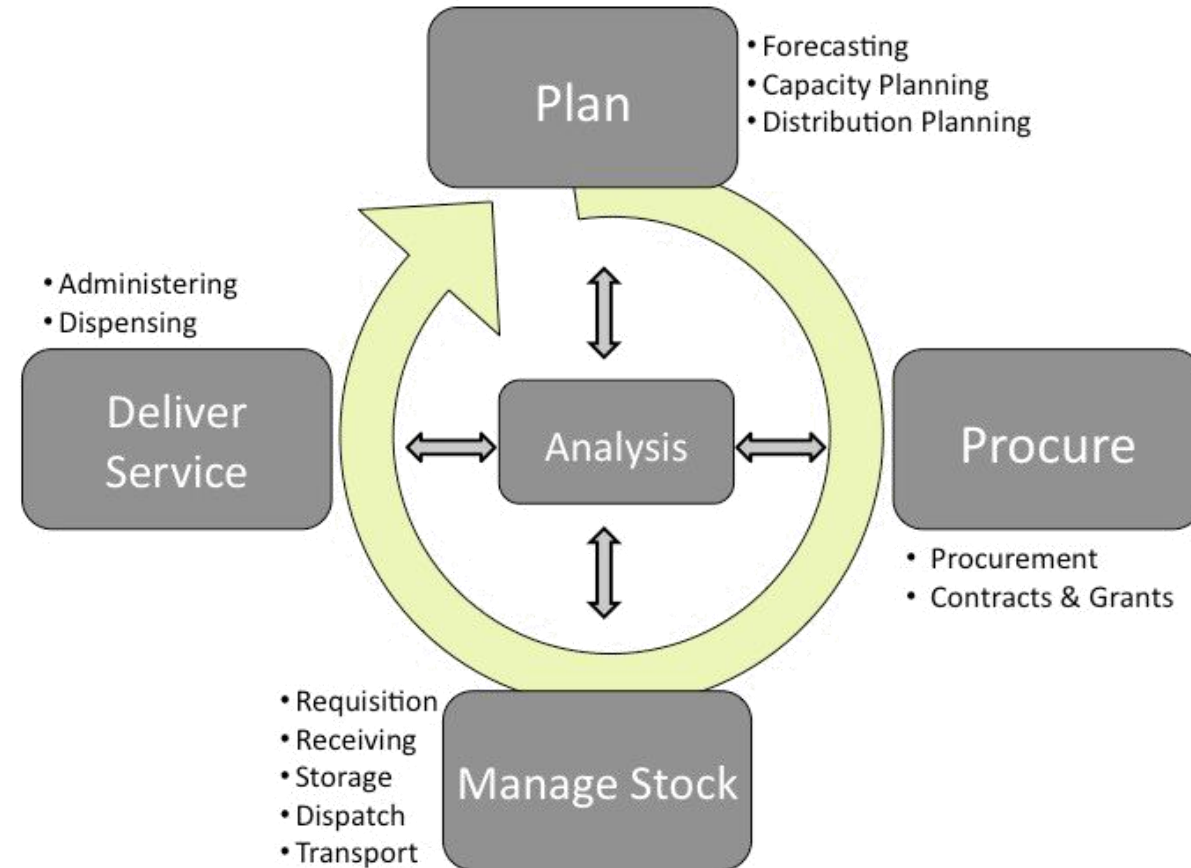 Plan
• Forecasting
• Capacity Planning
• Distribution Planning
• Administering
• Dispensing
Deliver
Service
Analysis
Procure
• Procurement
• Contracts & Grants
• Requisition
• Receiving
• Storage
• Dispatch
• Transport
Manage Stock